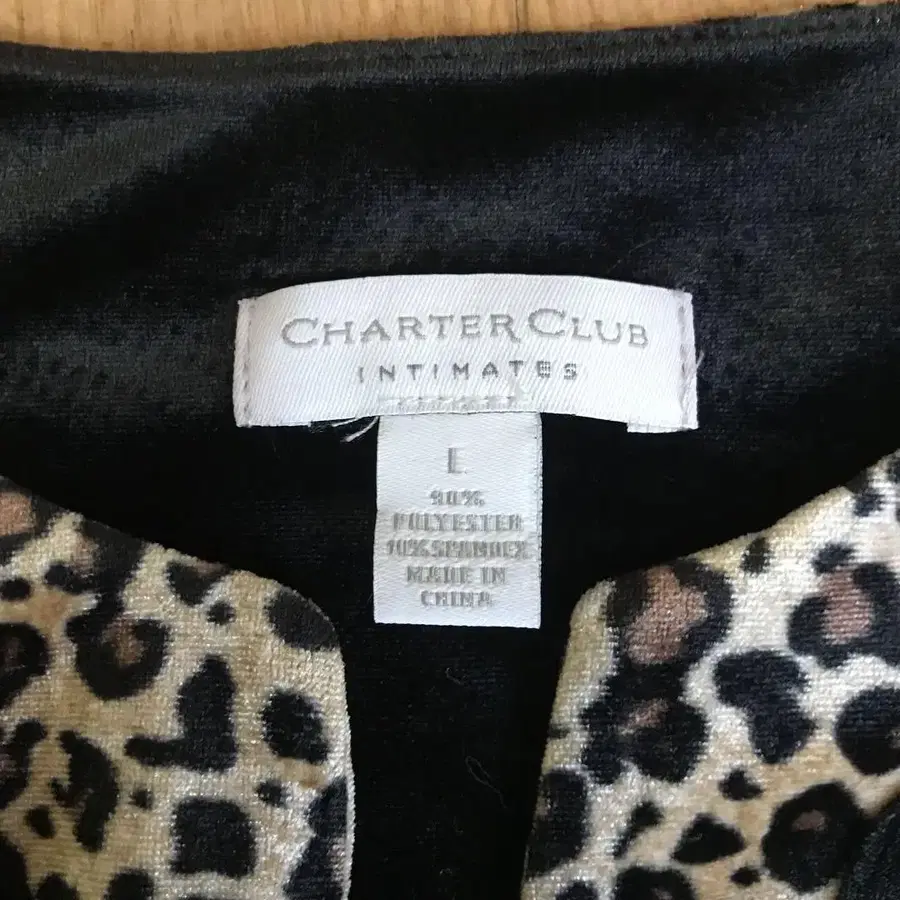 CHARTER CLUB
INTIMATES
90%
POLYESTER
10% SPANDEX
MADE IN
CHINA